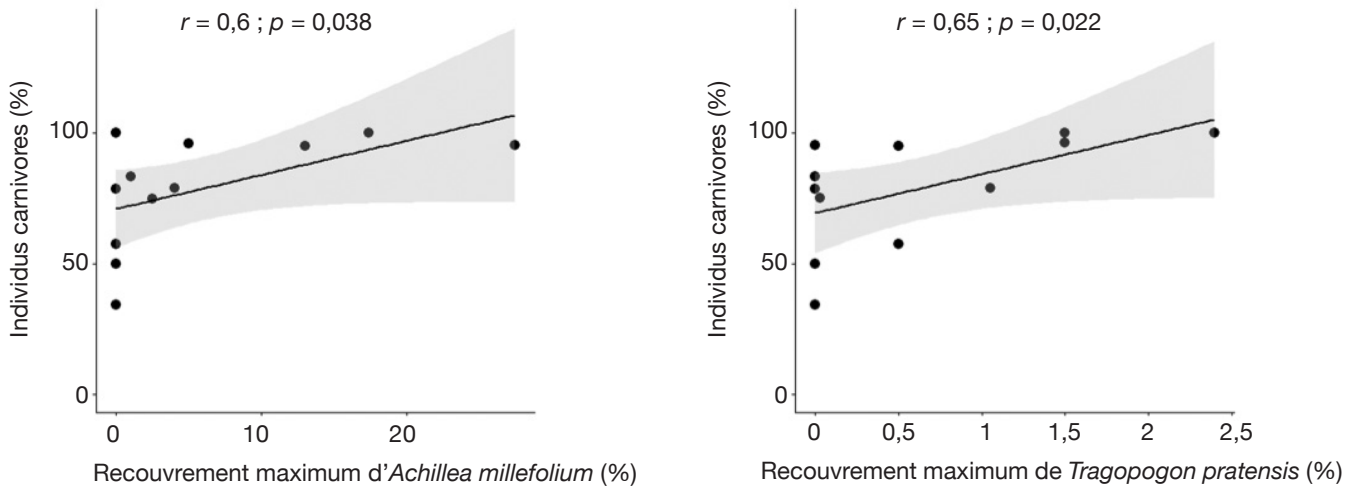 r = 0,6 ; p = 0,038
Individus carnivores (%)
100
50
0
0 10 20
Recouvrement maximum d'Achillea millefolium (%)
r = 0,65 ; p = 0,022
Individus carnivores (%)
100
50
0
0 0,5 1 1,5 2 2,5
Recouvrement maximum de Tragopogon pratensis (%)